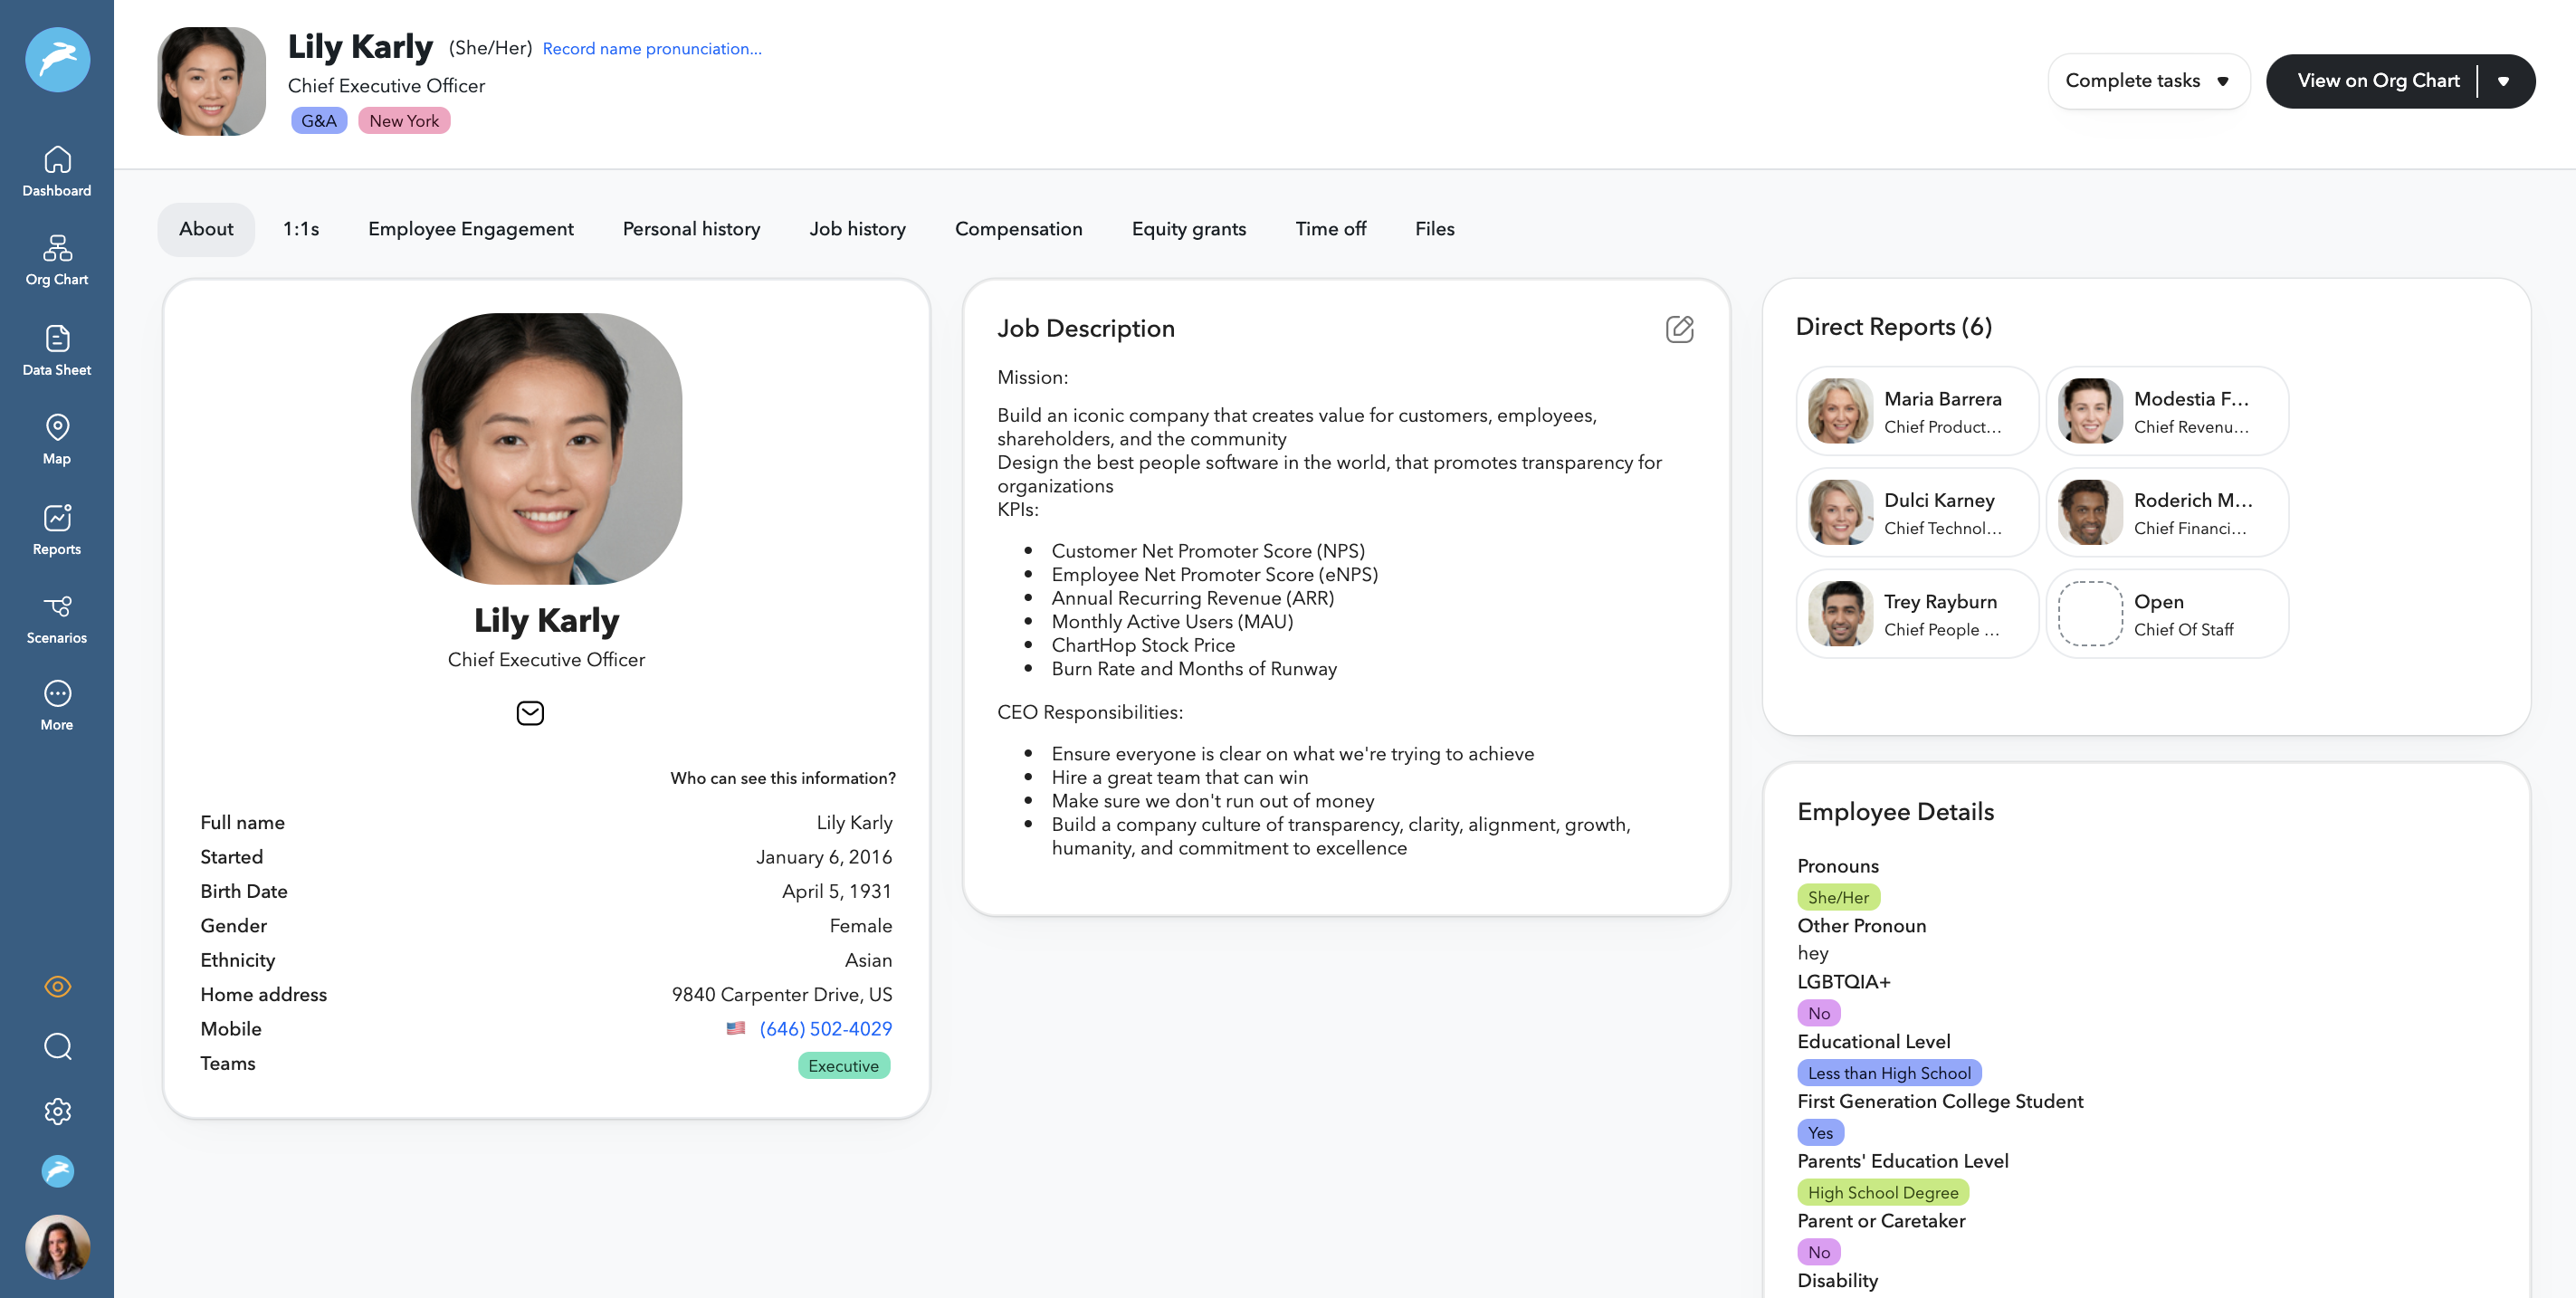 Lily Karly (She/Her) Record name pronunciation...
Chief Executive Officer
G&A New York
Complete tasks
View on Org Chart
Dashboard
Org Chart
Data Sheet
Map
Reports
Scenarios
More
About 1:1s Employee Engagement Personal history Job history Compensation Equity grants Time off Files
Lily Karly
Chief Executive Officer
Who can see this information?
Full name Lily Karly
Started January 6, 2016
Birth Date April 5, 1931
Gender Female
Ethnicity Asian
Home address 9840 Carpenter Drive, US
Mobile (646) 502-4029
Teams Executive
Job Description
Mission:
Build an iconic company that creates value for customers, employees,
shareholders, and the community
Design the best people software in the world, that promotes transparency for
organizations
KPIs:
• Customer Net Promoter Score (NPS)
• Employee Net Promoter Score (eNPS)
• Annual Recurring Revenue (ARR)
• Monthly Active Users (MAU)
• ChartHop Stock Price
• Burn Rate and Months of Runway
CEO Responsibilities:
• Ensure everyone is clear on what we're trying to achieve
• Hire a great team that can win
• Make sure we don't run out of money
• Build a company culture of transparency, clarity, alignment, growth,
humanity, and commitment to excellence
Direct Reports (6)
Maria Barrera
Chief Product...
Modestia F...
Chief Revenu...
Dulci Karney
Chief Technol...
Roderich M...
Chief Financi...
Trey Rayburn
Chief People ...
Open
Chief Of Staff
Employee Details
Pronouns
She/Her
Other Pronoun
hey
LGBTQIA+
No
Educational Level
Less than High School
First Generation College Student
Yes
Parents' Education Level
High School Degree
Parent or Caretaker
No
Disability